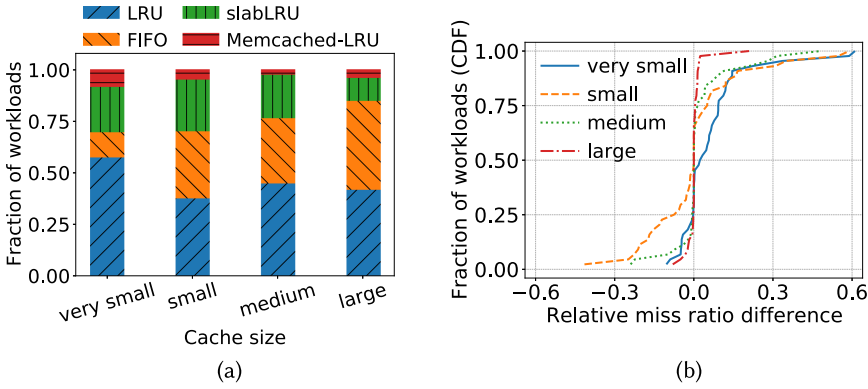 LRU
slabLRU
FIFO
Memcached-LRU
1.00
0.75
0.50
0.25
0.00
Fraction of workloads
very small
small
medium
large
Cache size
(a)
1.00
0.75
0.50
0.25
0.00
Fraction of workloads (CDF)
very small
small
medium
large
−0.6
−0.3
0.0
0.3
0.6
Relative miss ratio difference
(b)